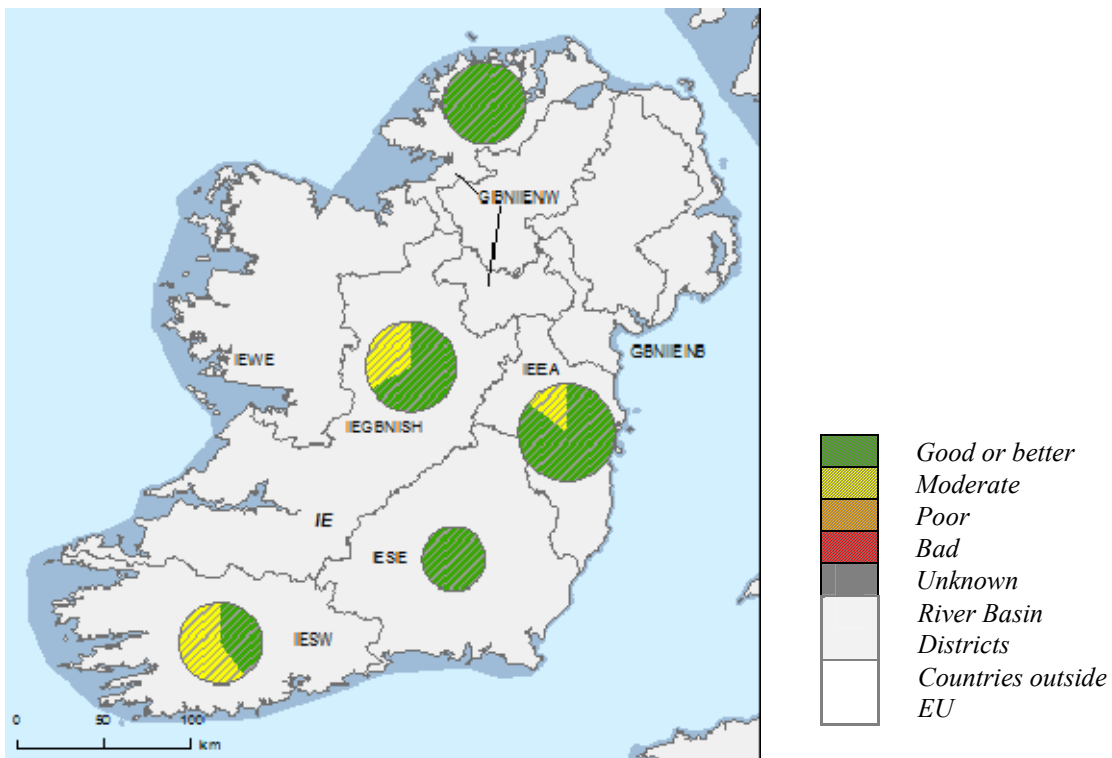 GBNIIENW
IEWE
GBNIIENB
IEEA
IEGBNISH
IE
IESE
IESW
0 50 100
km
Good or better
Moderate
Poor
Bad
Unknown
River Basin
Districts
Countries outside
EU